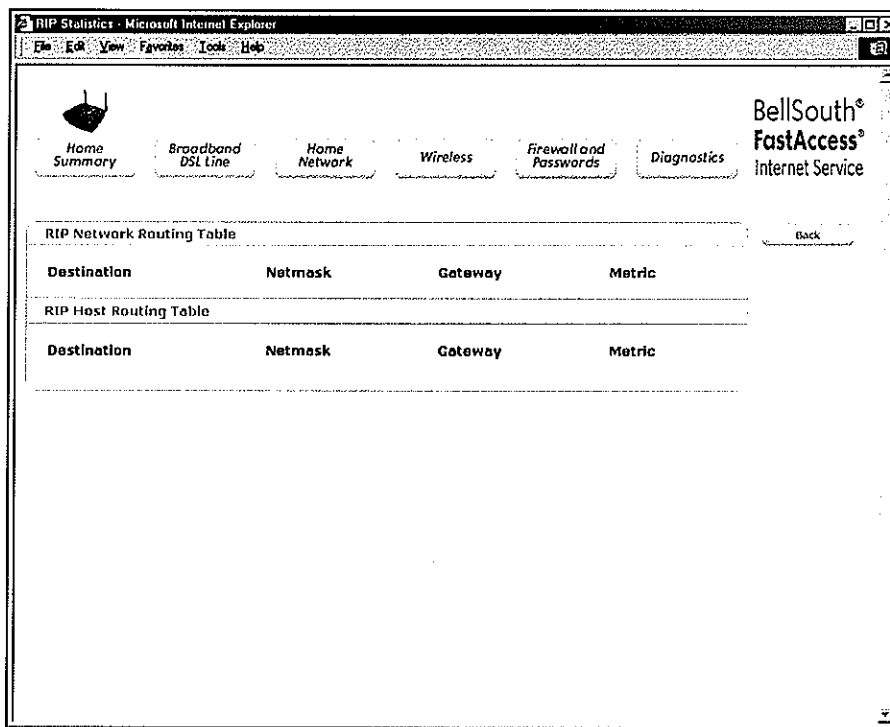 RIP Statistics - Microsoft Internet Explorer
File Edit View Favorites Tools Help
BellSouth®
FastAccess®
Internet Service
Home Summary
Broadband DSL Line
Home Network
Wireless
Firewall and Passwords
Diagnostics
RIP Network Routing Table
Back
Destination Netmask Gateway Metric
RIP Host Routing Table
Destination Netmask Gateway Metric